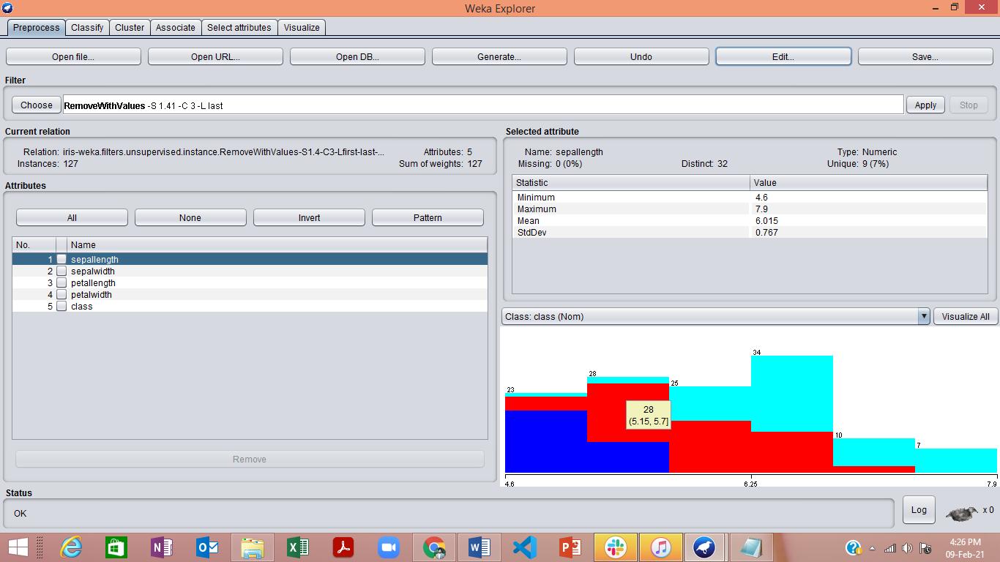 Weka Explorer
Preprocess Classify Cluster Associate Select attributes Visualize
Open file... Open URL... Open DB... Generate... Undo Edit... Save...
Filter
Choose RemoveWithValues -S 1.41 -C 3 -L last Apply Stop
Current relation
Relation: iris-weka.filters.unsupervised.instance.RemoveWithValues-S1.4-C3-Lfirst-last-... Attributes: 5
Instances: 127 Sum of weights: 127
Attributes
All None Invert Pattern
No. Name
1 sepallength
2 sepalwidth
3 petallength
4 petalwidth
5 class
Remove
Selected attribute
Name: sepallength Type: Numeric
Missing: 0 (0%) Distinct: 32 Unique: 9 (7%)
Statistic Value
Minimum 4.6
Maximum 7.9
Mean 6.015
StdDev 0.767
Class: class (Nom) Visualize All
34
28
25
23
28
(5.15, 5.7]
10
7
4.6 6.25 7.9
Status
OK Log x 0
4:26 PM
09-Feb-21